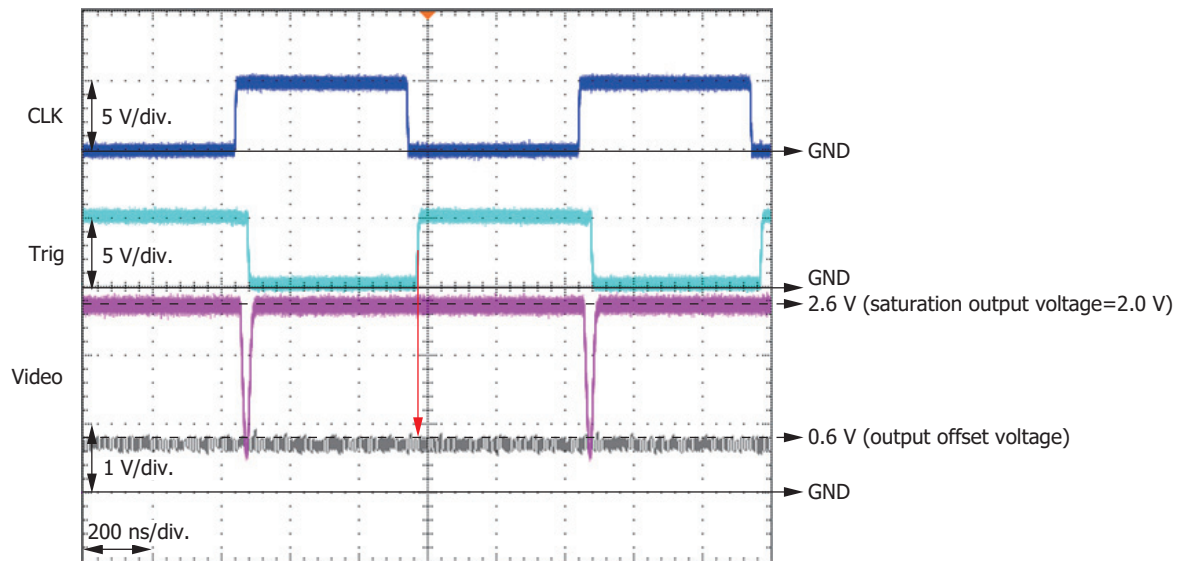 CLK
5 V/div.
GND
Trig
5 V/div.
GND
2.6 V (saturation output voltage=2.0 V)
Video
0.6 V (output offset voltage)
1 V/div.
GND
200 ns/div.